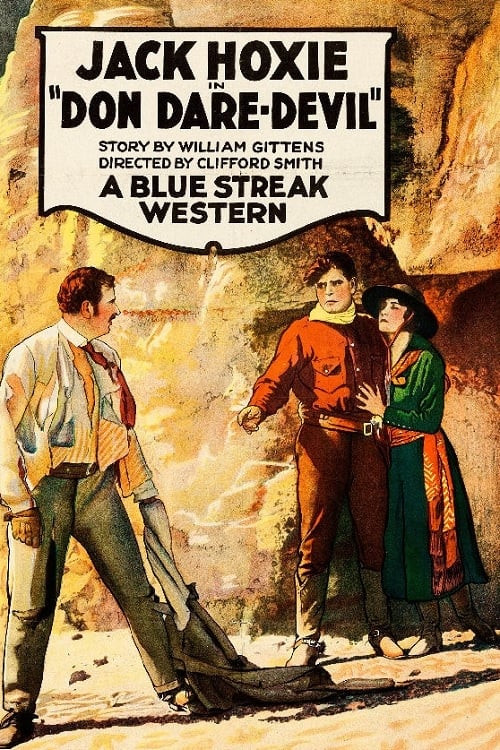 JACK HOXIE
IN
"DON DARE-DEVIL"
STORY BY WILLIAM GITTENS
DIRECTED BY CLIFFORD SMITH
A BLUE STREAK
WESTERN